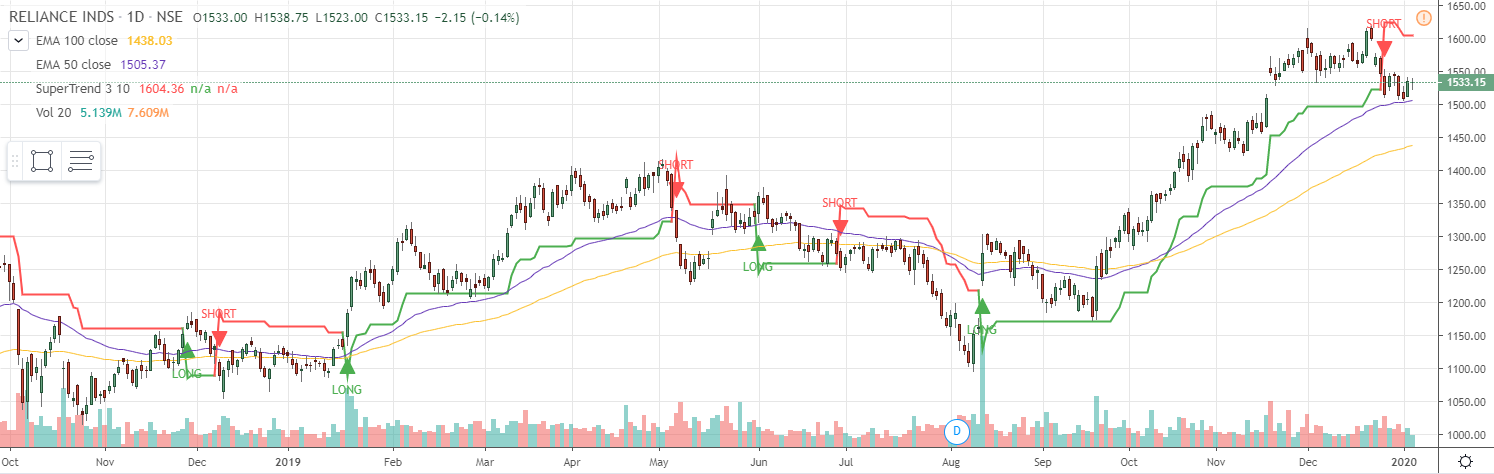 RELIANCE INDS · 1D · NSE O1533.00 H1538.75 L1523.00 C1533.15 −2.15 (−0.14%)
EMA 100 close 1438.03
EMA 50 close 1505.37
SuperTrend 3 10 1604.36 n/a n/a
Vol 20 5.139M 7.609M
SHORT
SHORT
SHORT
LONG
SHORT
LONG
LONG
LONG
D
1650.00
1600.00
1550.00
1533.15
1500.00
1450.00
1400.00
1350.00
1300.00
1250.00
1200.00
1150.00
1100.00
1050.00
1000.00
Oct Nov Dec 2019 Feb Mar Apr May Jun Jul Aug Sep Oct Nov Dec 2020